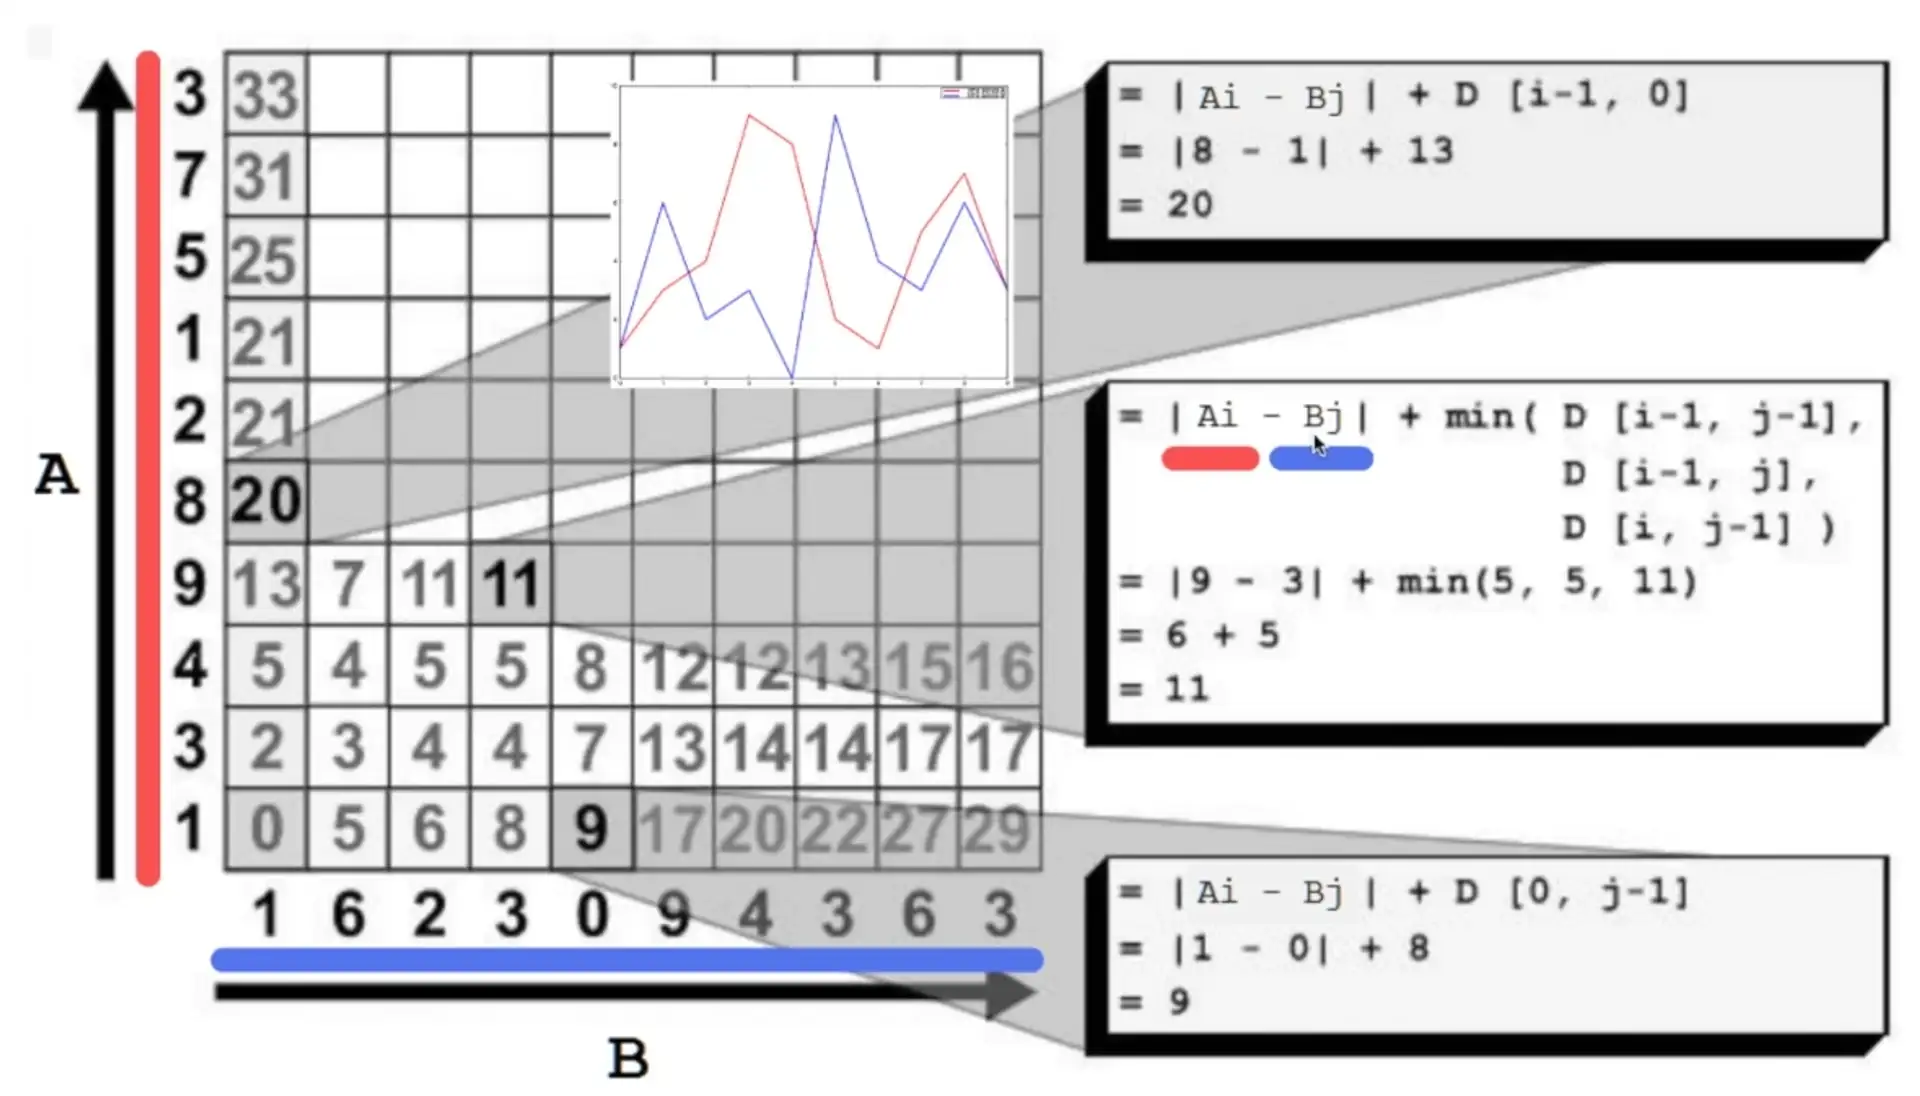 3 33
7 31
5 25
1 21
2 21
8 20
9 13 7 11 11
4 5 4 5 5 8 12 12 13 15 16
3 2 3 4 4 7 13 14 14 17 17
1 0 5 6 8 9 17 20 22 27 29
1 6 2 3 0 9 4 3 6 3
A
B
= | Ai - Bj | + D [i-1, 0]
= |8 - 1| + 13
= 20
= | Ai - Bj | + min( D [i-1, j-1],
D [i-1, j],
D [i, j-1] )
= |9 - 3| + min(5, 5, 11)
= 6 + 5
= 11
= | Ai - Bj | + D [0, j-1]
= |1 - 0| + 8
= 9